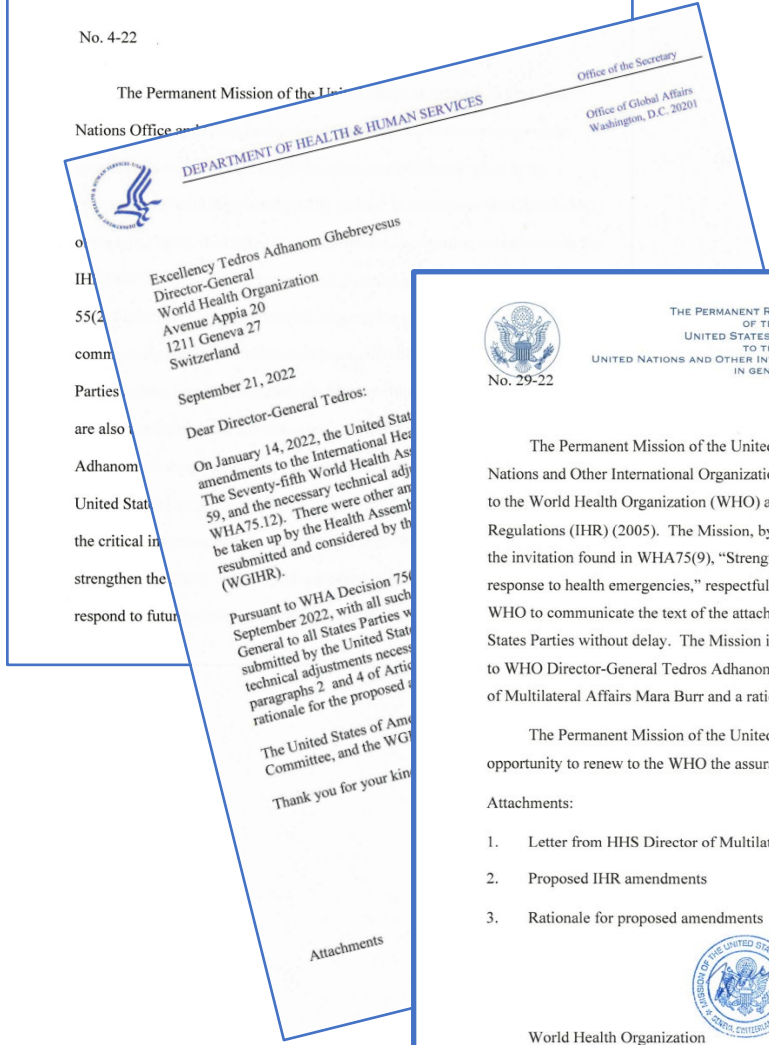 No. 4-22
The Permanent Mission of the
Nations Office and
55(2
comm
Parties
are also
Adhanom
United Stat
the critical in
strengthen the
respond to futur
DEPARTMENT OF HEALTH & HUMAN SERVICES
Office of the Secretary
Office of Global Affairs
Washington, D.C. 20201
Excellency Tedros Adhanom Ghebreyesus
Director-General
World Health Organization
Avenue Appia 20
1211 Geneva 27
Switzerland
September 21, 2022
Dear Director-General Tedros:
On January 14, 2022, the United Stat
amendments to the International Hea
The Seventy-fifth World Health As
59, and the necessary technical adj
WHA75.12). There were other am
be taken up by the Health Assemb
resubmitted and considered by th
(WGIHR).
Pursuant to WHA Decision 75(
September 2022, with all such
General to all States Parties w
submitted by the United State
technical adjustments necess
paragraphs 2 and 4 of Artic
rationale for the proposed a
The United States of Ame
Committee, and the WGI
Thank you for your kin
Attachments
THE PERMANENT R
OF TH
UNITED STATES
TO TH
UNITED NATIONS AND OTHER IN
IN GEN
No. 29-22
The Permanent Mission of the United
Nations and Other International Organizatio
to the World Health Organization (WHO) a
Regulations (IHR) (2005). The Mission, by
the invitation found in WHA75(9), “Streng
response to health emergencies,” respectful
WHO to communicate the text of the attach
States Parties without delay. The Mission i
to WHO Director-General Tedros Adhanom
of Multilateral Affairs Mara Burr and a ratio
The Permanent Mission of the United
opportunity to renew to the WHO the assura
Attachments:
1. Letter from HHS Director of Multilat
2. Proposed IHR amendments
3. Rationale for proposed amendments
World Health Organization